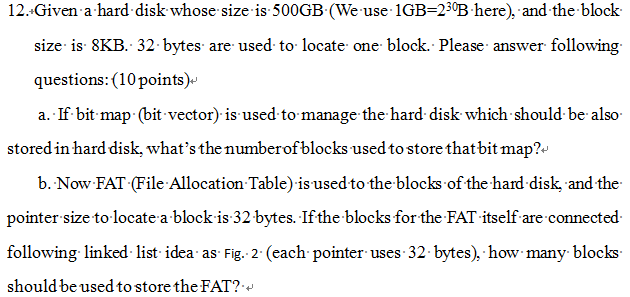 12. Given a hard disk whose size is 500GB (We use 1GB=2³⁰B here), and the block
size is 8KB. 32 bytes are used to locate one block. Please answer following
questions: (10 points)
a. If bit map (bit vector) is used to manage the hard disk which should be also
stored in hard disk, what's the number of blocks used to store that bit map?
b. Now FAT (File Allocation Table) is used to the blocks of the hard disk, and the
pointer size to locate a block is 32 bytes. If the blocks for the FAT itself are connected
following linked list idea as Fig. 2 (each pointer uses 32 bytes), how many blocks
should be used to store the FAT?